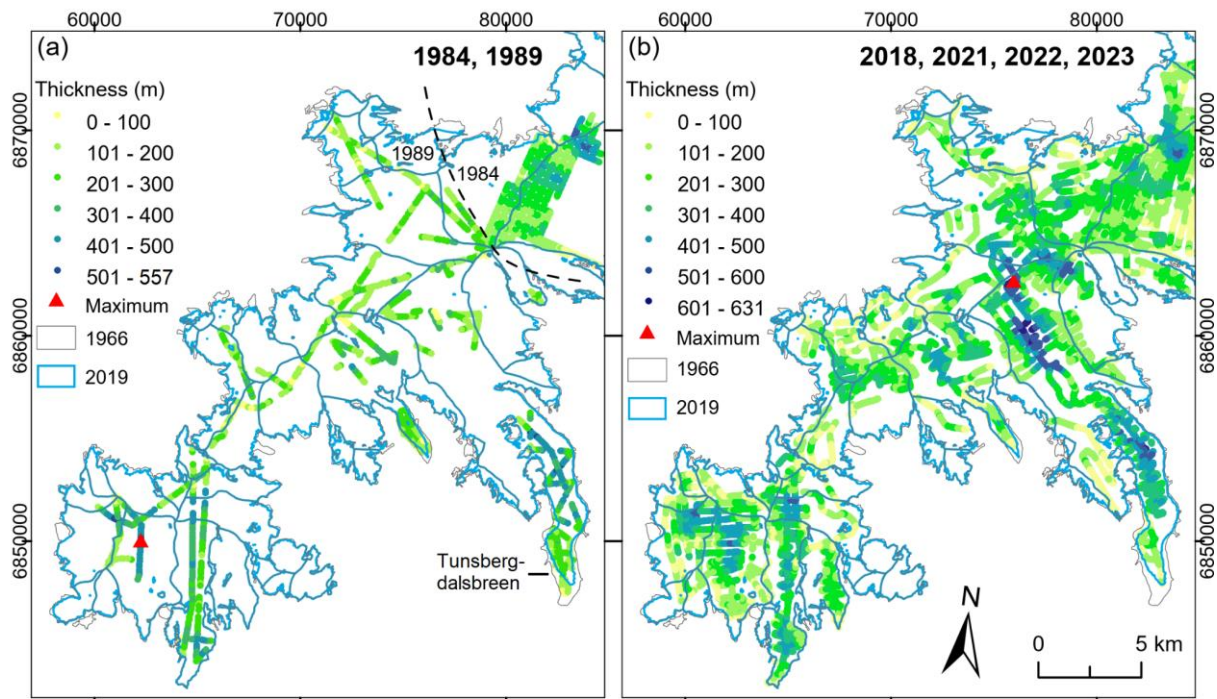 60000 70000 80000 60000 70000 80000
(a) 1984, 1989
Thickness (m)
0 - 100
101 - 200
201 - 300
301 - 400
401 - 500
501 - 557
Maximum
1966
2019
1989
1984
Tunsberg-
dalsbreen
6870000
6860000
6850000
(b) 2018, 2021, 2022, 2023
Thickness (m)
0 - 100
101 - 200
201 - 300
301 - 400
401 - 500
501 - 600
601 - 631
Maximum
1966
2019
N
0 5 km
6870000
6860000
6850000